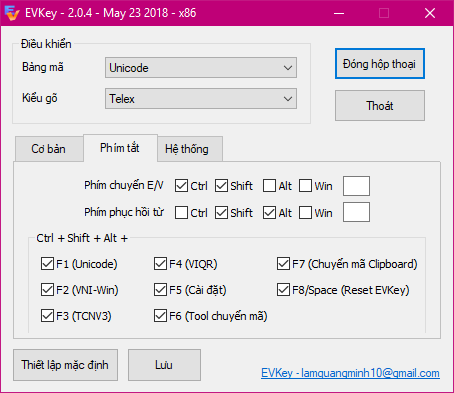 EVKey - 2.0.4 - May 23 2018 - x86
Điều khiển
Bảng mã Unicode
Đóng hộp thoại
Kiểu gõ Telex
Thoát
Cơ bản Phím tắt Hệ thống
Phím chuyển E/V Ctrl Shift Alt Win
Phím phục hồi từ Ctrl Shift Alt Win
Ctrl + Shift + Alt +
F1 (Unicode) F4 (VIQR) F7 (Chuyển mã Clipboard)
F2 (VNI-Win) F5 (Cài đặt) F8/Space (Reset EVKey)
F3 (TCNV3) F6 (Tool chuyển mã)
Thiết lập mặc định Lưu
EVKey - lamquangminh10@gmail.com